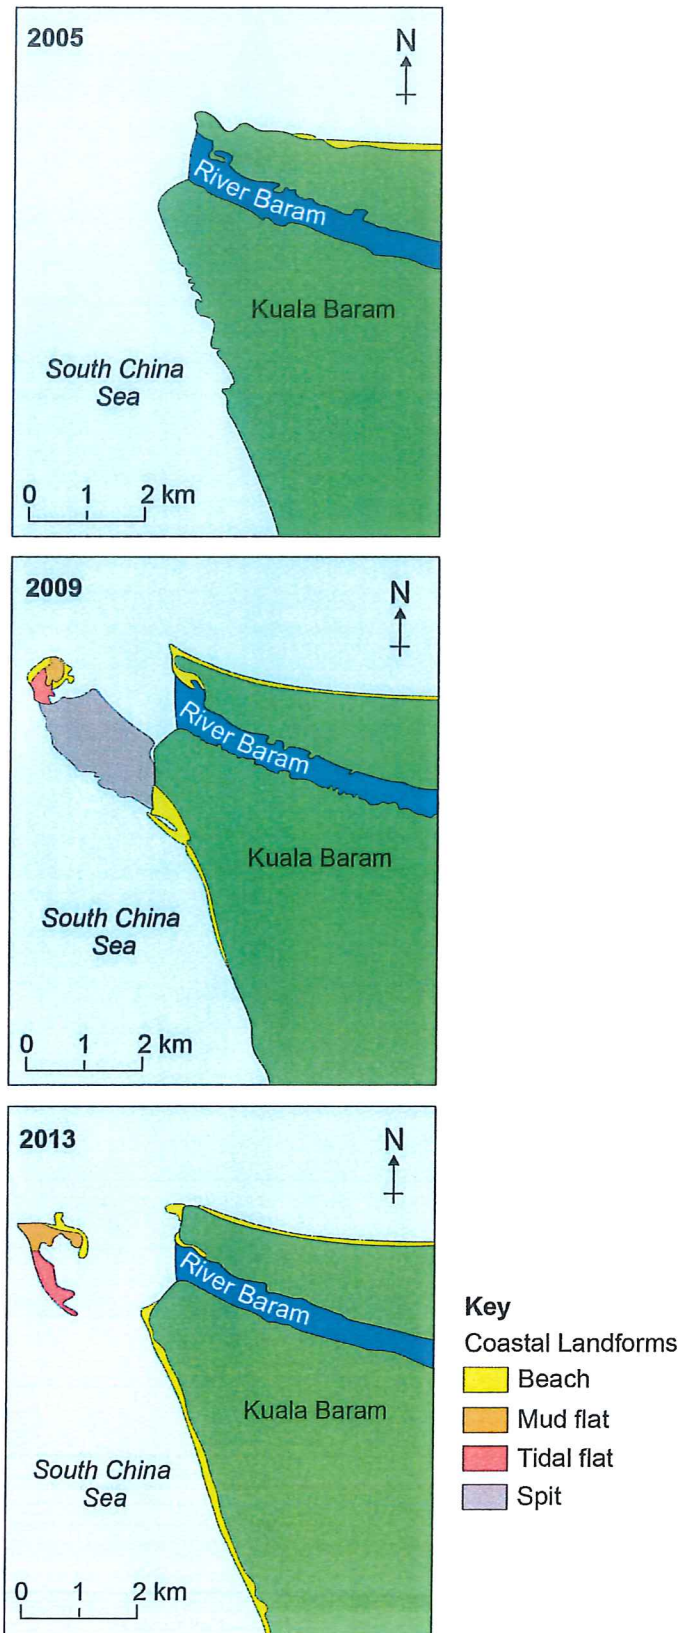 2005
N
River Baram
Kuala Baram
South China
Sea
0 1 2 km
2009
N
River Baram
Kuala Baram
South China
Sea
0 1 2 km
2013
N
River Baram
Kuala Baram
South China
Sea
0 1 2 km
Key
Coastal Landforms
Beach
Mud flat
Tidal flat
Spit